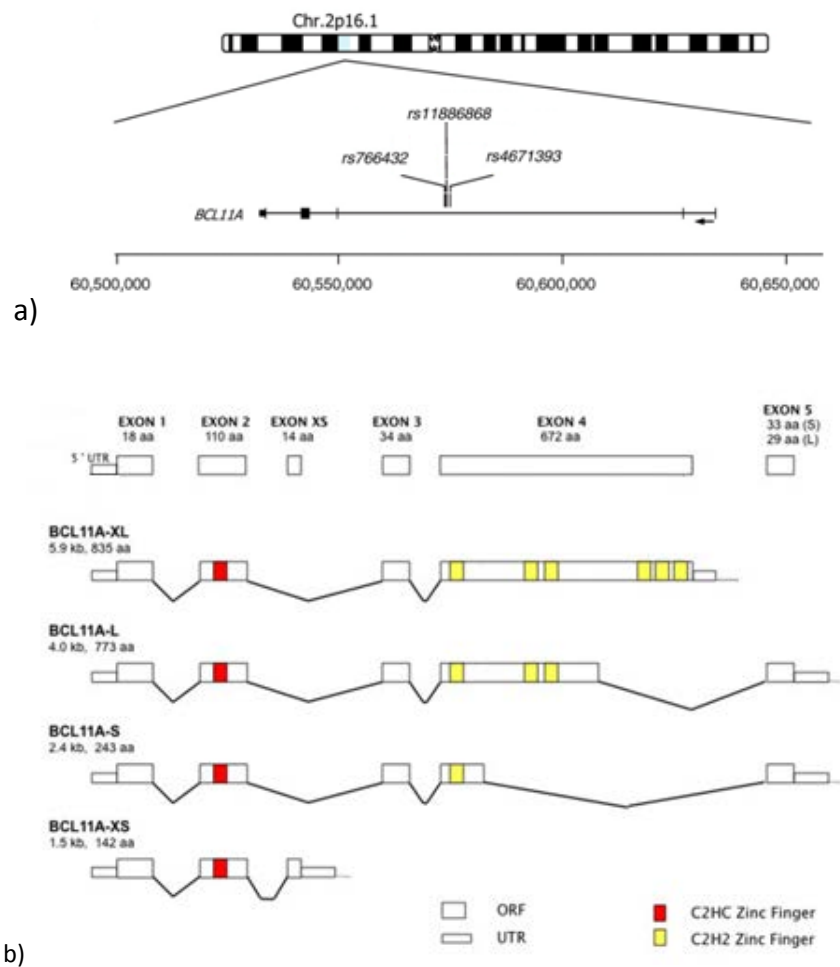 Chr.2p16.1
rs11886868
rs766432 rs4671393
BCL11A
60,500,000 60,550,000 60,600,000 60,650,000
a)
EXON 1 EXON 2 EXON XS EXON 3 EXON 4 EXON 5
18 aa 110 aa 14 aa 34 aa 672 aa 33 aa (S)
29 aa (L)
5 ' UTR
BCL11A-XL
5.9 kb, 835 aa
BCL11A-L
4.0 kb, 773 aa
BCL11A-S
2.4 kb, 243 aa
BCL11A-XS
1.5 kb, 142 aa
ORF C2HC Zinc Finger
UTR C2H2 Zinc Finger
b)